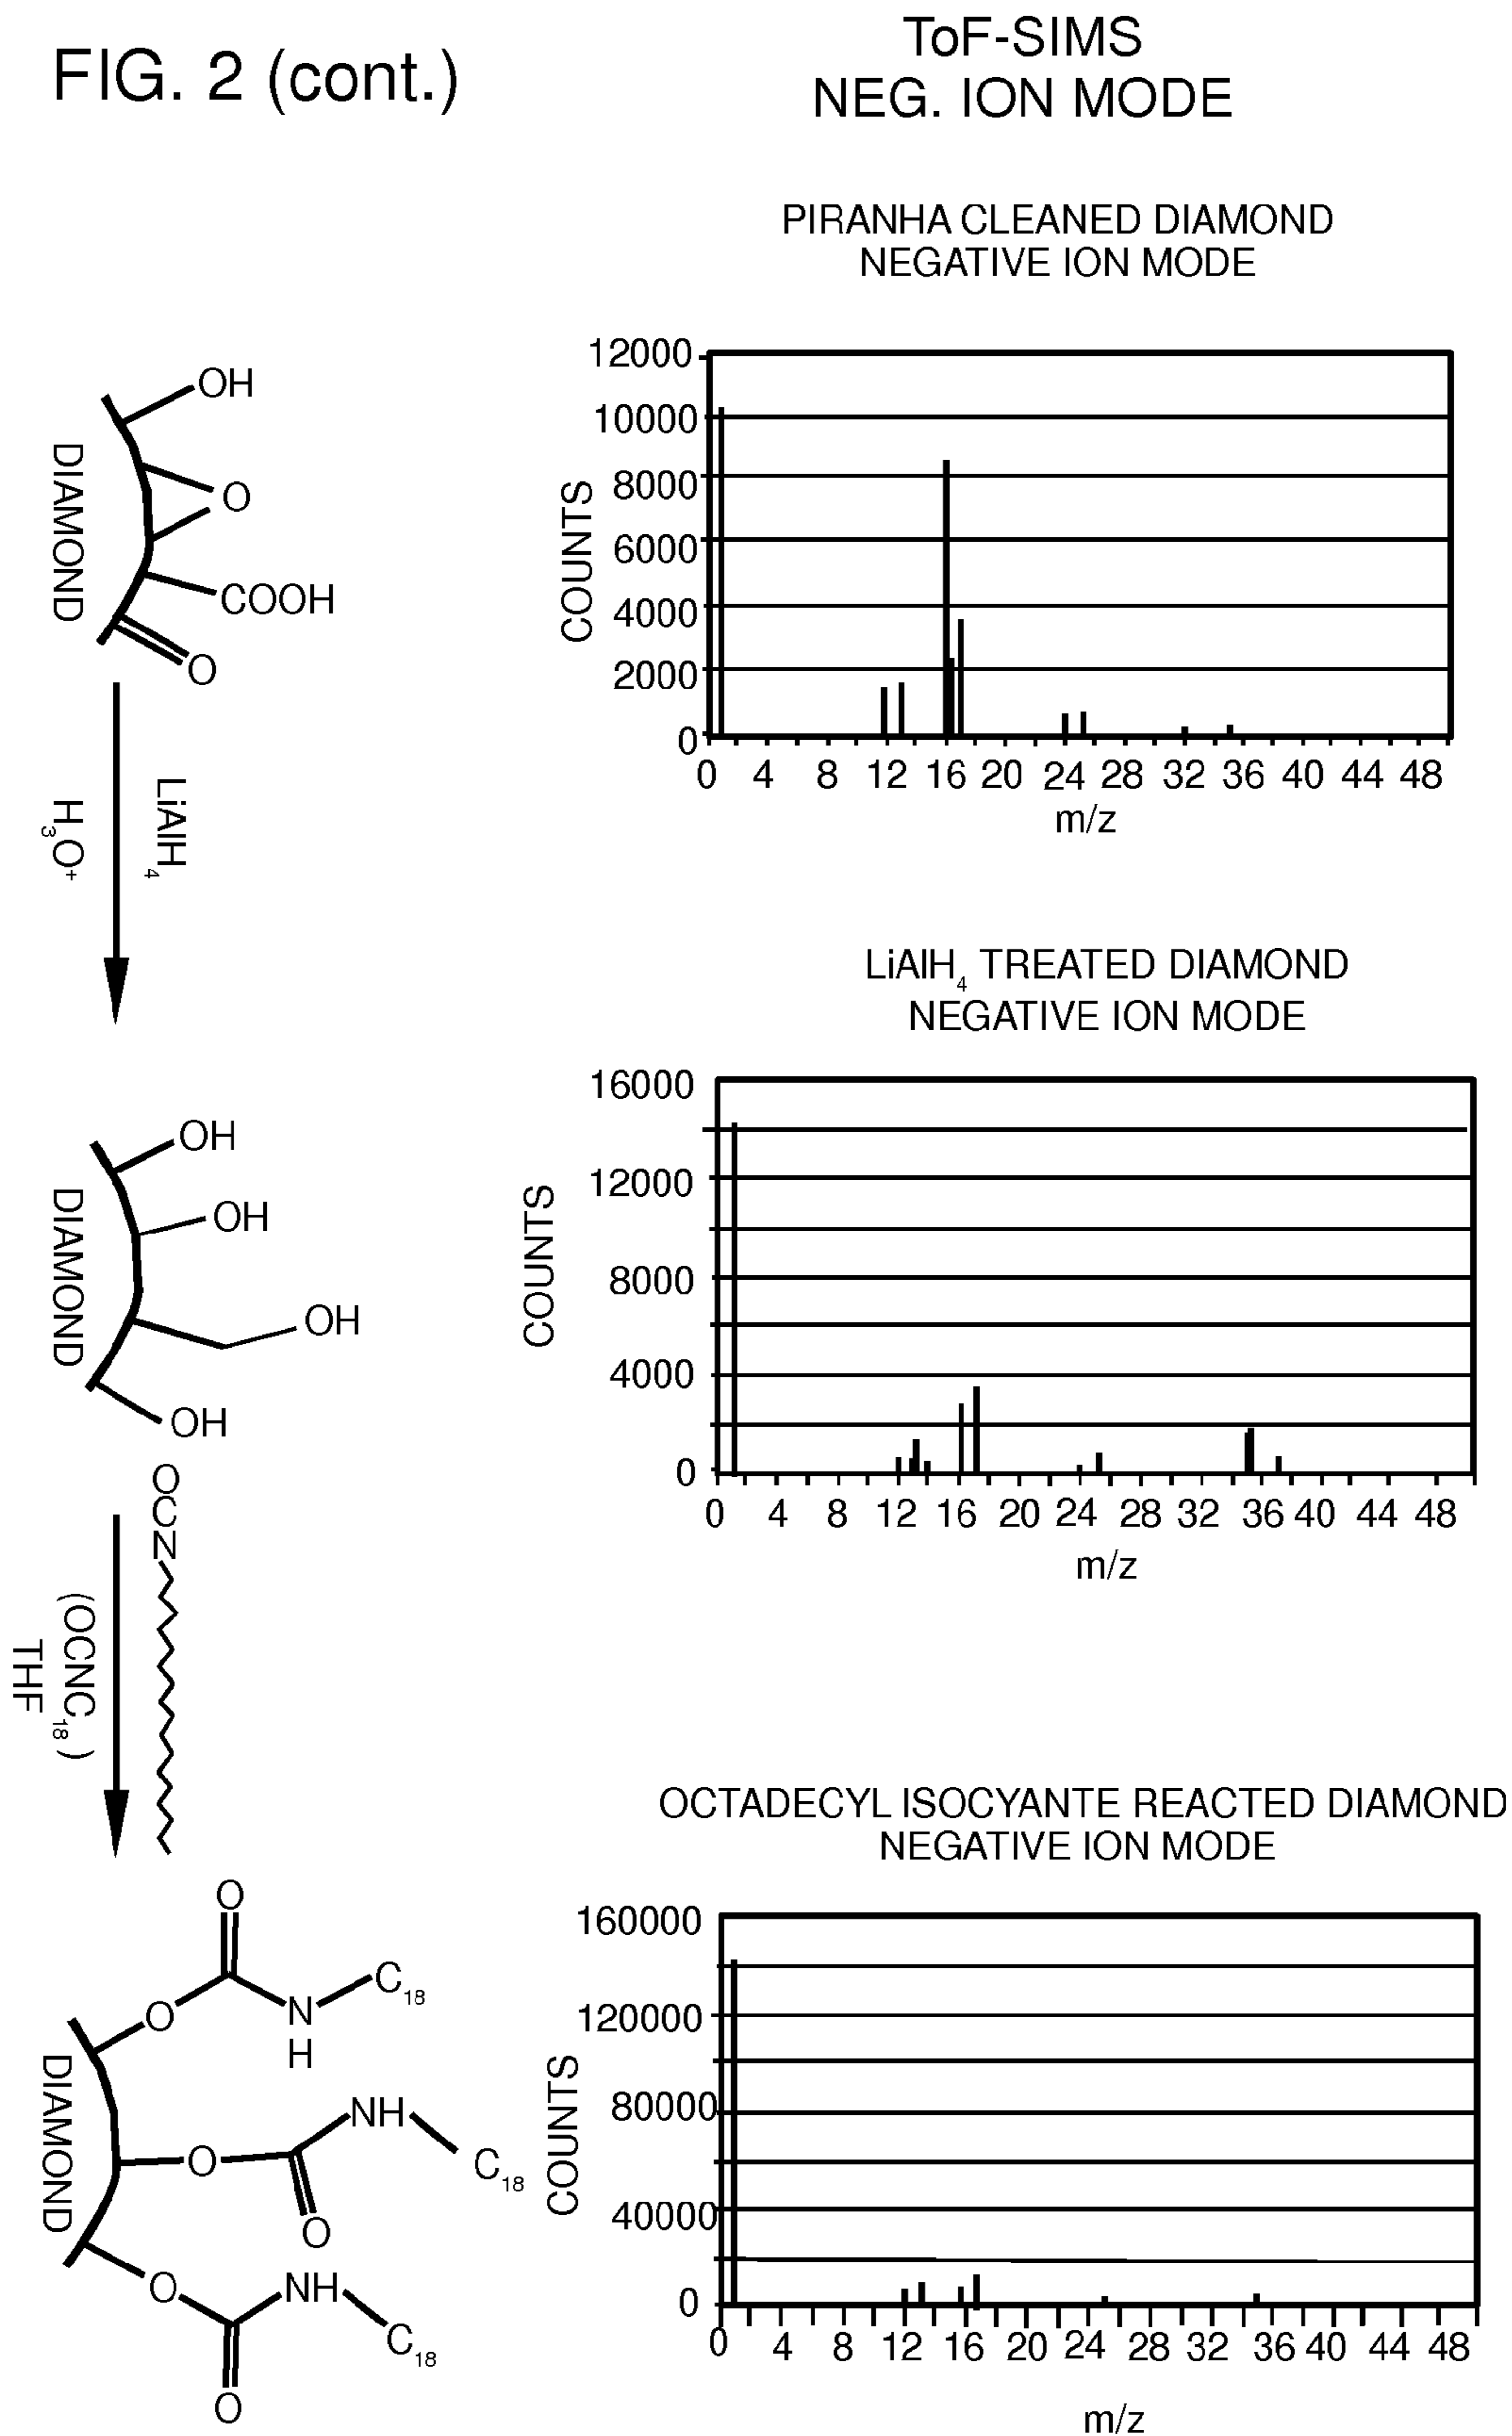 FIG. 2 (cont.)
ToF-SIMS
NEG. ION MODE
PIRANHA CLEANED DIAMOND
NEGATIVE ION MODE
OH
O
COOH
O
DIAMOND
LiAlH4
H3O+
12000
10000
8000
6000
4000
2000
0
COUNTS
0 4 8 12 16 20 24 28 32 36 40 44 48
m/z
LiAlH4 TREATED DIAMOND
NEGATIVE ION MODE
OH
OH
OH
OH
DIAMOND
16000
12000
8000
4000
0
COUNTS
0 4 8 12 16 20 24 28 32 36 40 44 48
m/z
O
C
N
(OCNC18)
THF
OCTADECYL ISOCYANTE REACTED DIAMOND
NEGATIVE ION MODE
O
O
N
H
C18
O
NH
C18
O
O
NH
C18
O
DIAMOND
160000
120000
80000
40000
0
COUNTS
0 4 8 12 16 20 24 28 32 36 40 44 48
m/z